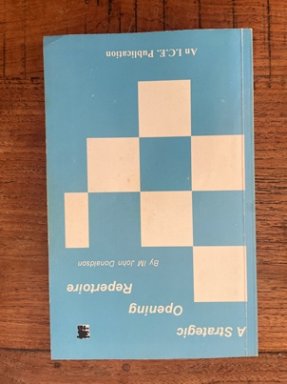 A Strategic
Opening
Repertoire
By IM John Donaldson
An I.C.E. Publication